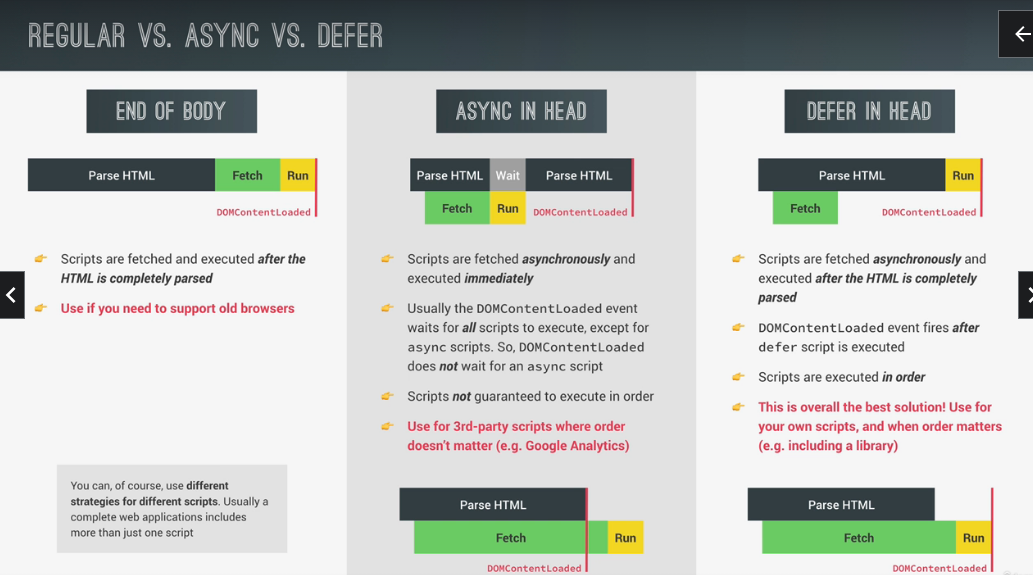 REGULAR VS. ASYNC VS. DEFER
END OF BODY
Parse HTML
Fetch
Run
DOMContentLoaded
Scripts are fetched and executed after the
HTML is completely parsed
Use if you need to support old browsers
You can, of course, use different
strategies for different scripts. Usually a
complete web applications includes
more than just one script
ASYNC IN HEAD
Parse HTML
Wait
Parse HTML
Fetch
Run
DOMContentLoaded
Scripts are fetched asynchronously and
executed immediately
Usually the DOMContentLoaded event
waits for all scripts to execute, except for
async scripts. So, DOMContentLoaded
does not wait for an async script
Scripts not guaranteed to execute in order
Use for 3rd-party scripts where order
doesn't matter (e.g. Google Analytics)
Parse HTML
Fetch
Run
DOMContentLoaded
DEFER IN HEAD
Parse HTML
Run
Fetch
DOMContentLoaded
Scripts are fetched asynchronously and
executed after the HTML is completely
parsed
DOMContentLoaded event fires after
defer script is executed
Scripts are executed in order
This is overall the best solution! Use for
your own scripts, and when order matters
(e.g. including a library)
Parse HTML
Fetch
Run
DOMContentLoaded